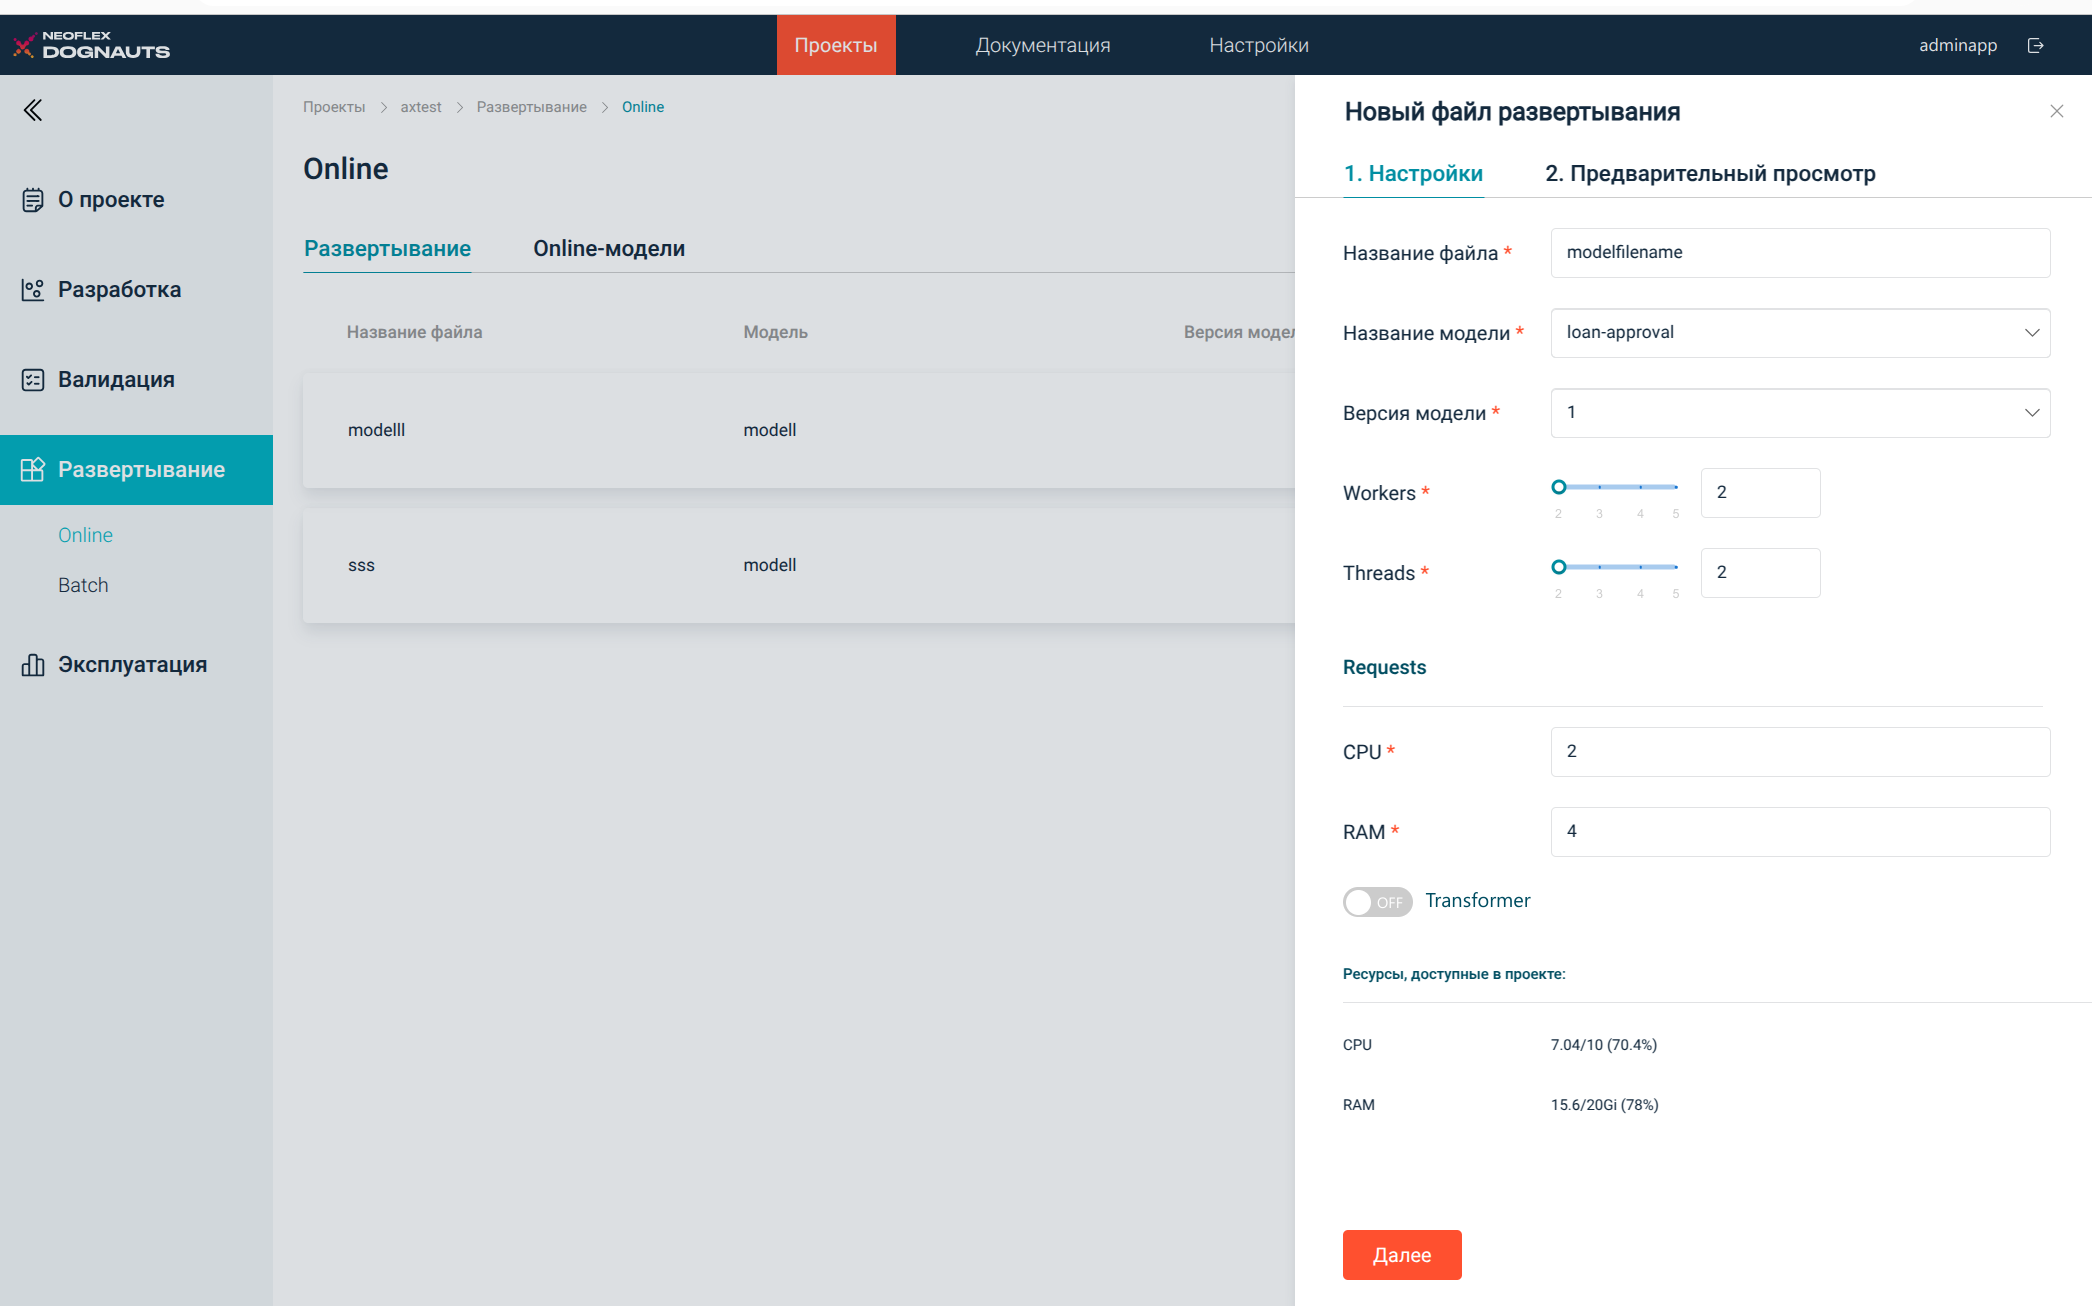 NEOFLEX
DOGNAUTS
Проекты
Документация
Настройки
adminapp
Проекты > axtest > Развертывание > Online
Online
О проекте
Разработка
Валидация
Развертывание
Online
Batch
Эксплуатация
Развертывание
Online-модели
Название файла
Модель
Версия модел
modelll
modell
sss
modell
Новый файл развертывания
1. Настройки
2. Предварительный просмотр
Название файла *
modelfilename
Название модели *
loan-approval
Версия модели *
1
Workers *
2 3 4 5
2
Threads *
2 3 4 5
2
Requests
CPU *
2
RAM *
4
OFF
Transformer
Ресурсы, доступные в проекте:
CPU
7.04/10 (70.4%)
RAM
15.6/20Gi (78%)
Далее